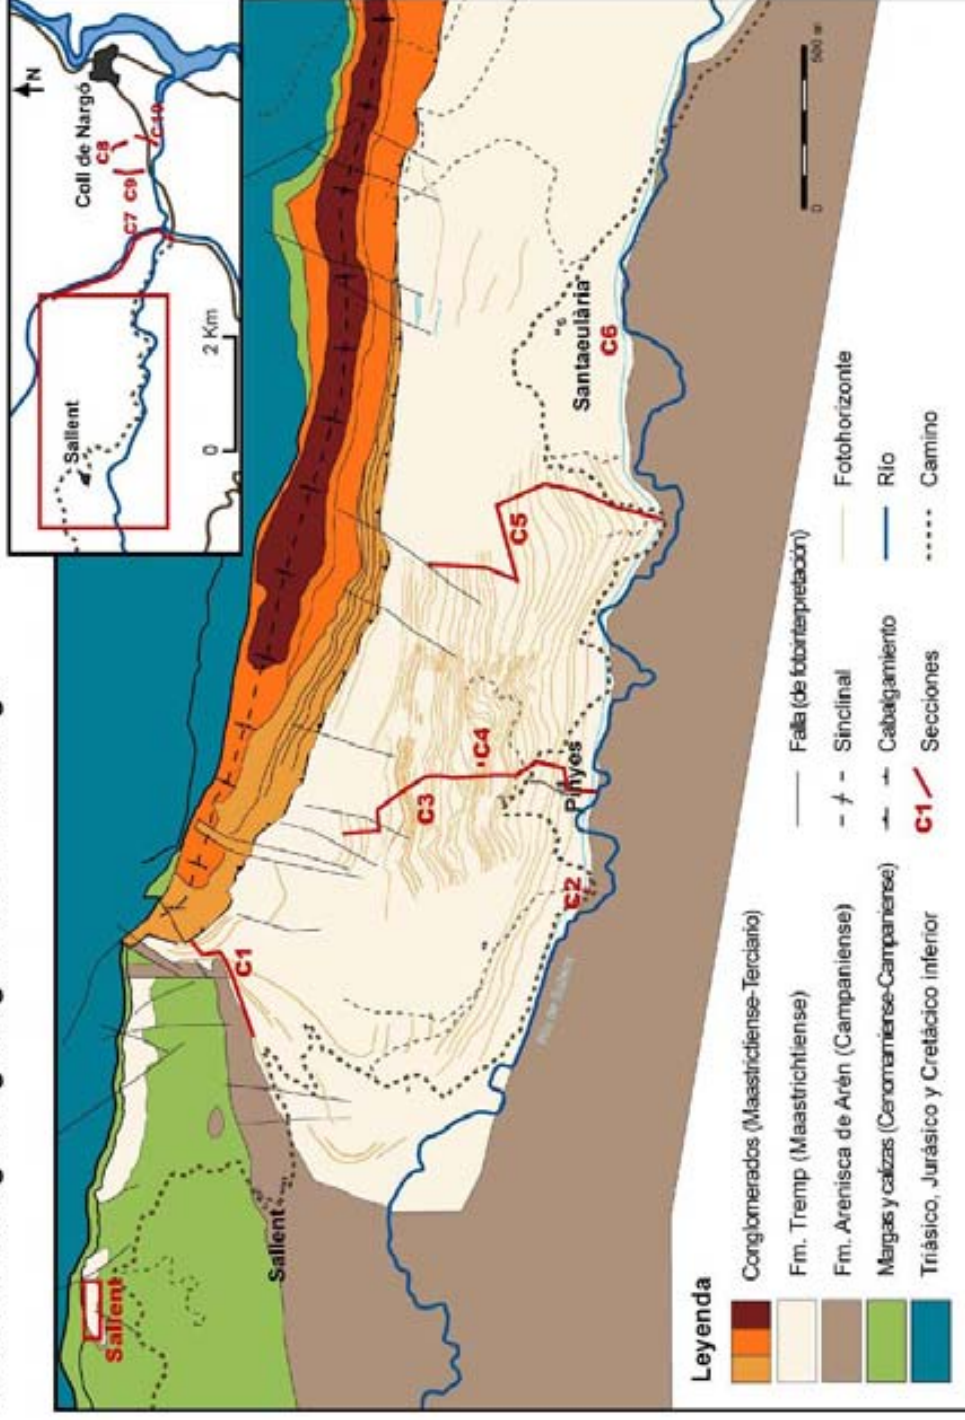 N
Coll de Nargó
C7
C9
C8
C10
Sallent
0
2 Km
Sallent
Sallent
C1
C2
C3
C4
Pinyes
C5
Santaeulària
C6
0
500 m
Leyenda
Conglomerados (Maastrictiense-Terciario)
Fm. Tremp (Maastrichtiense)
Fm. Arenisca de Arén (Campaniense)
Margas y calizas (Cenomaniense-Campaniense)
Triásico, Jurásico y Cretácico inferior
Falla (de fotointerpretación)
Sinclinal
Cabalgamiento
C1
Secciones
Fotohorizonte
Río
Camino